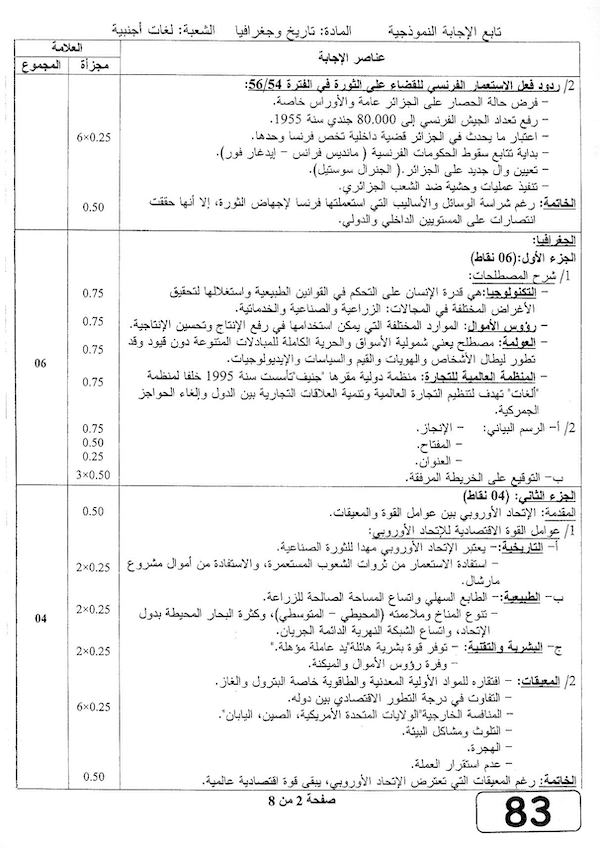 تابع الإجابة النموذجية المادة: تاريخ وجغرافيا الشعبة: لغات أجنبية
عناصر الإجابة
العلامة
مجزأة المجموع
2/ ردود فعل الاستعمار الفرنسي للقضاء على الثورة في الفترة 56/54:
- فرض حالة الحصار على الجزائر عامة والأوراس خاصة.
- رفع تعداد الجيش الفرنسي إلى 80.000 جندي سنة 1955.
- اعتبار ما يحدث في الجزائر قضية داخلية تخص فرنسا وحدها.
6×0.25
- بداية تتابع سقوط الحكومات الفرنسية ( مانديس فرانس - إيدغار فور).
- تعيين وال جديد على الجزائر.( الجنرال سوستيل).
- تنفيذ عمليات وحشية ضد الشعب الجزائري.
الخاتمة: رغم شراسة الوسائل والأساليب التي استعملتها فرنسا لإجهاض الثورة، إلا أنها حققت
0.50
انتصارات على المستويين الداخلي والدولي.
الجغرافيا:
الجزء الأول:(06 نقاط)
1/ شرح المصطلحات:
- التكنولوجيا:هي قدرة الإنسان على التحكم في القوانين الطبيعية واستغلالها لتحقيق
0.75
الأغراض المختلفة في المجالات: الزراعية والصناعية والخدماتية.
- رؤوس الأموال: الموارد المختلفة التي يمكن استخدامها في رفع الإنتاج وتحسين الإنتاجية.
0.75
- العولمة: مصطلح يعني شمولية الأسواق والحرية الكاملة للمبادلات المتنوعة دون قيود وقد
0.75
تطور ليطال الأشخاص والهويات والقيم والسياسات والإيديولوجيات.
06
- المنظمة العالمية للتجارة: منظمة دولية مقرها "جنيف"تأسست سنة 1995 خلفا لمنظمة
0.75
"ألغات" تهدف لتنظيم التجارة العالمية وتنمية العلاقات التجارية بين الدول وإلغاء الحواجز
الجمركية.
2/ أ- الرسم البياني: - الإنجاز.
0.75
- المفتاح.
0.50
- العنوان.
0.25
ب- التوقيع على الخريطة المرفقة.
3×0.50
الجزء الثاني: (04 نقاط)
المقدمة: الإتحاد الأوروبي بين عوامل القوة والمعيقات.
0.50
1/ عوامل القوة الاقتصادية للإتحاد الأوروبي:
أ- التاريخية:- يعتبر الإتحاد الأوروبي مهدا للثورة الصناعية.
- استفادة الاستعمار من ثروات الشعوب المستعمرة، والاستفادة من أموال مشروع
2×0.25
مارشال.
ب- الطبيعية: - الطابع السهلي واتساع المساحة الصالحة للزراعة.
2×0.25
- تنوع المناخ وملاءمته (المحيطي - المتوسطي)، وكثرة البحار المحيطة بدول
04
الإتحاد، واتساع الشبكة النهرية الدائمة الجريان.
ج- البشرية والتقنية: - توفر قوة بشرية هائلة"يد عاملة مؤهلة."
2×0.25
- وفرة رؤوس الأموال والميكنة.
2/ المعيقات: - افتقاره للمواد الأولية المعدنية والطاقوية خاصة البترول والغاز.
- التفاوت في درجة التطور الاقتصادي بين دوله.
6×0.25
- المنافسة الخارجية"الولايات المتحدة الأمريكية، الصين، اليابان".
- التلوث ومشاكل البيئة.
- الهجرة.
- عدم استقرار العملة.
الخاتمة: رغم المعيقات التي تعترض الإتحاد الأوروبي، يبقى قوة اقتصادية عالمية.
0.50
صفحة 2 من 8
83